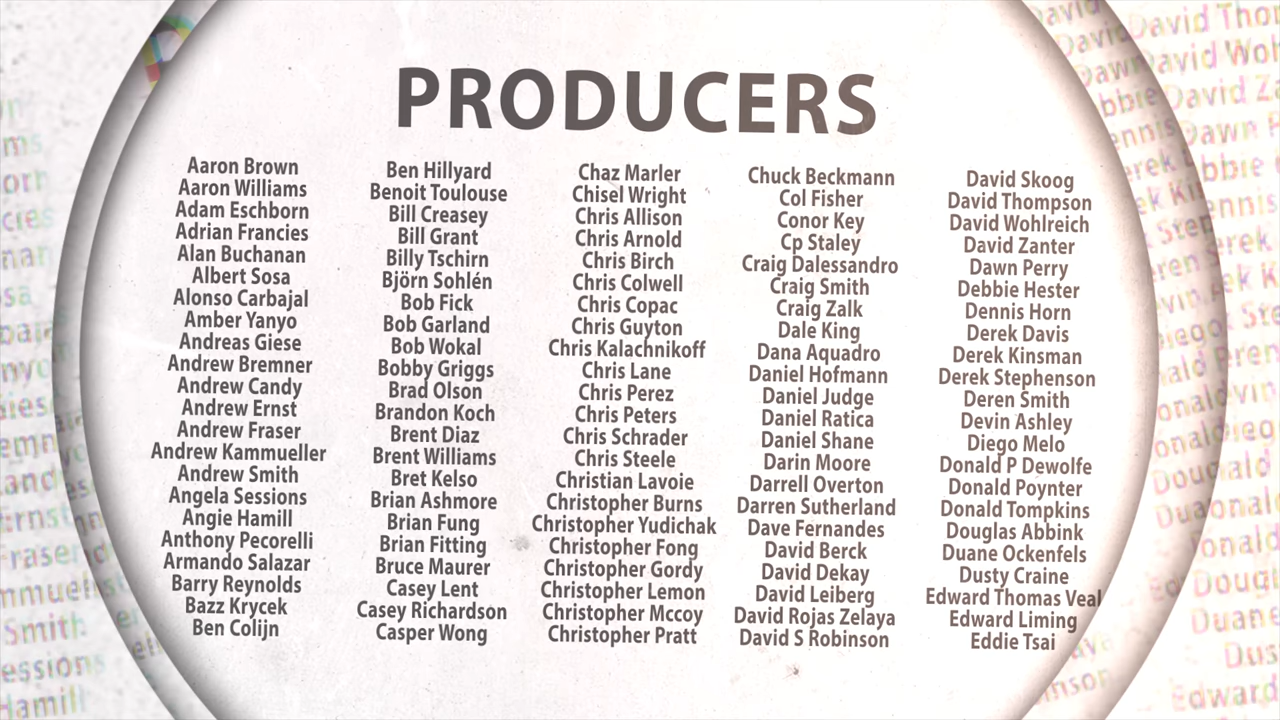 PRODUCERS
Aaron Brown
Aaron Williams
Adam Eschborn
Adrian Francies
Alan Buchanan
Albert Sosa
Alonso Carbajal
Amber Yanyo
Andreas Giese
Andrew Bremner
Andrew Candy
Andrew Ernst
Andrew Fraser
Andrew Kammueller
Andrew Smith
Angela Sessions
Angie Hamill
Anthony Pecorelli
Armando Salazar
Barry Reynolds
Bazz Krycek
Ben Colijn
Ben Hillyard
Benoit Toulouse
Bill Creasey
Bill Grant
Billy Tschirn
Björn Sohlén
Bob Fick
Bob Garland
Bob Wokal
Bobby Griggs
Brad Olson
Brandon Koch
Brent Diaz
Brent Williams
Bret Kelso
Brian Ashmore
Brian Fung
Brian Fitting
Bruce Maurer
Casey Lent
Casey Richardson
Casper Wong
Chaz Marler
Chisel Wright
Chris Allison
Chris Arnold
Chris Birch
Chris Colwell
Chris Copac
Chris Guyton
Chris Kalachnikoff
Chris Lane
Chris Perez
Chris Peters
Chris Schrader
Chris Steele
Christian Lavoie
Christopher Burns
Christopher Yudichak
Christopher Fong
Christopher Gordy
Christopher Lemon
Christopher Mccoy
Christopher Pratt
Chuck Beckmann
Col Fisher
Conor Key
Cp Staley
Craig Dalessandro
Craig Smith
Craig Zalk
Dale King
Dana Aquadro
Daniel Hofmann
Daniel Judge
Daniel Ratica
Daniel Shane
Darin Moore
Darrell Overton
Darren Sutherland
Dave Fernandes
David Berck
David Dekay
David Leiberg
David Rojas Zelaya
David S Robinson
David Skoog
David Thompson
David Wohlreich
David Zanter
Dawn Perry
Debbie Hester
Dennis Horn
Derek Davis
Derek Kinsman
Derek Stephenson
Deren Smith
Devin Ashley
Diego Melo
Donald P Dewolfe
Donald Poynter
Donald Tompkins
Douglas Abbink
Duane Ockenfels
Dusty Craine
Edward Thomas Veal
Edward Liming
Eddie Tsai